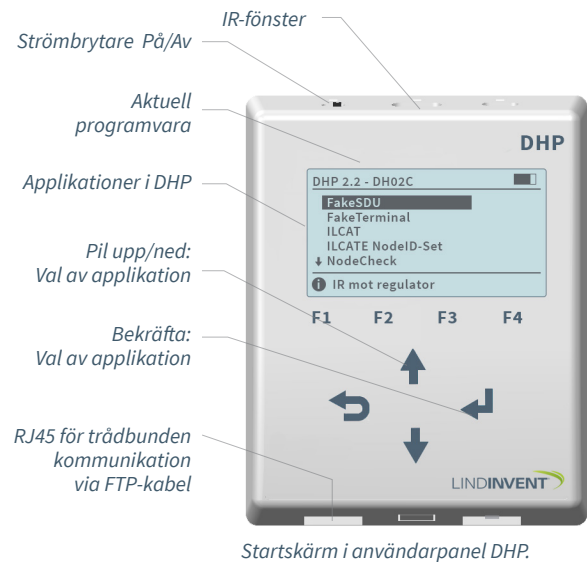 IR-fönster
Strömbrytare På/Av
Aktuell
programvara
DHP
Applikationer i DHP
DHP 2.2 - DH02C
FakeSDU
FakeTerminal
ILCAT
ILCATE NodeID-Set
NodeCheck
IR mot regulator
Pil upp/ned:
Val av applikation
F1 F2 F3 F4
Bekräfta:
Val av applikation
RJ45 för trådbunden
kommunikation
via FTP-kabel
LINDINVENT
Startskärm i användarpanel DHP.